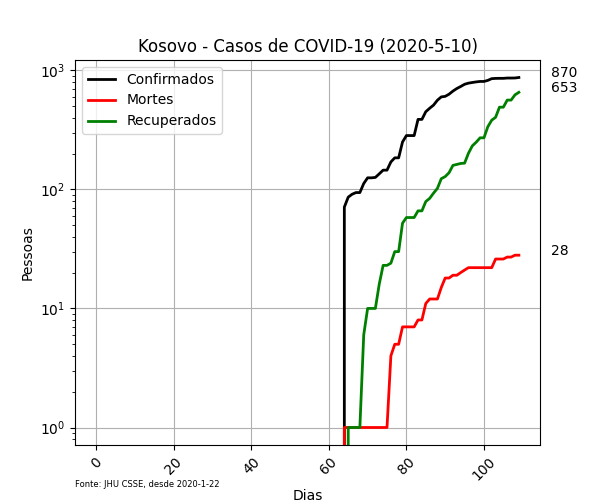 Kosovo - Casos de COVID-19 (2020-5-10)
Confirmados
Mortes
Recuperados
870
653
28
Pessoas
10³
10²
10¹
10⁰
0 20 40 60 80 100
Fonte: JHU CSSE, desde 2020-1-22
Dias